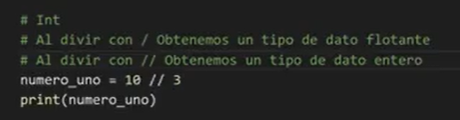 # Int
# Al divir con / Obtenemos un tipo de dato flotante
# Al divir con // Obtenemos un tipo de dato entero
numero_uno = 10 // 3
print(numero_uno)